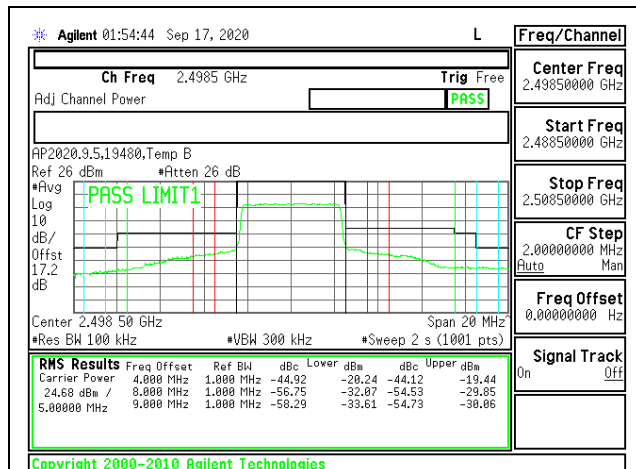 Agilent 01:54:44 Sep 17, 2020 L
Freq/Channel
Ch Freq 2.4985 GHz Trig Free
Adj Channel Power PASS
Center Freq
2.49850000 GHz
Start Freq
2.48850000 GHz
AP2020.9.5,19480,Temp B
Ref 26 dBm #Atten 26 dB
#Avg
Log
10
dB/
Offst
17.2
dB
PASS LIMIT1
Stop Freq
2.50850000 GHz
CF Step
2.00000000 MHz
Auto Man
Freq Offset
0.00000000 Hz
Center 2.498 50 GHz Span 20 MHz^
#Res BW 100 kHz #VBW 300 kHz #Sweep 2 s (1001 pts)
Signal Track
On Off
RMS Results Freq Offset Ref BW dBc Lower dBm dBc Upper dBm
Carrier Power 4.000 MHz 1.000 MHz -44.92 -20.24 -44.12 -19.44
24.68 dBm / 8.000 MHz 1.000 MHz -56.75 -32.07 -54.53 -29.85
5.00000 MHz 9.000 MHz 1.000 MHz -58.29 -33.61 -54.73 -30.06
Copyright 2000-2010 Agilent Technologies